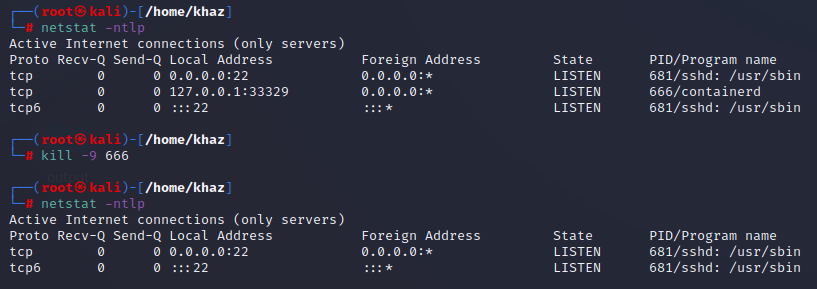 ┌──(root㉿kali)-[/home/khaz]
└─# netstat -ntlp
Active Internet connections (only servers)
Proto Recv-Q Send-Q Local Address           Foreign Address         State       PID/Program name
tcp        0      0 0.0.0.0:22              0.0.0.0:*               LISTEN      681/sshd: /usr/sbin
tcp        0      0 127.0.0.1:33329         0.0.0.0:*               LISTEN      666/containerd
tcp6       0      0 :::22                   :::*                    LISTEN      681/sshd: /usr/sbin
┌──(root㉿kali)-[/home/khaz]
└─# kill -9 666
┌──(root㉿kali)-[/home/khaz]
└─# netstat -ntlp
Active Internet connections (only servers)
Proto Recv-Q Send-Q Local Address           Foreign Address         State       PID/Program name
tcp        0      0 0.0.0.0:22              0.0.0.0:*               LISTEN      681/sshd: /usr/sbin
tcp6       0      0 :::22                   :::*                    LISTEN      681/sshd: /usr/sbin